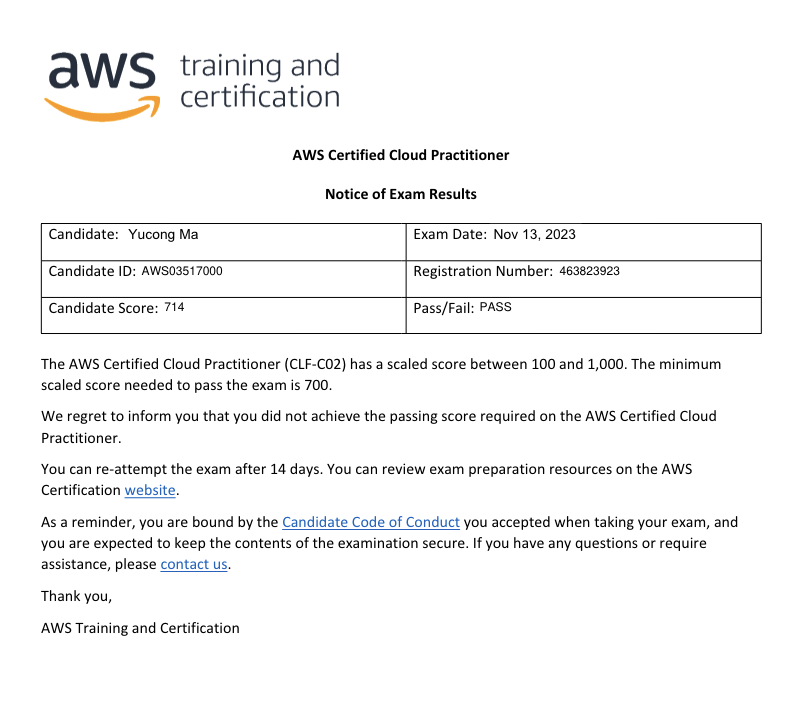 aws training and
certification
AWS Certified Cloud Practitioner
Notice of Exam Results
Candidate: Yucong Ma
Exam Date: Nov 13, 2023
Candidate ID: AWS03517000
Registration Number: 463823923
Candidate Score: 714
Pass/Fail: PASS
The AWS Certified Cloud Practitioner (CLF-C02) has a scaled score between 100 and 1,000. The minimum
scaled score needed to pass the exam is 700.
We regret to inform you that you did not achieve the passing score required on the AWS Certified Cloud
Practitioner.
You can re-attempt the exam after 14 days. You can review exam preparation resources on the AWS
Certification website.
As a reminder, you are bound by the Candidate Code of Conduct you accepted when taking your exam, and
you are expected to keep the contents of the examination secure. If you have any questions or require
assistance, please contact us.
Thank you,
AWS Training and Certification